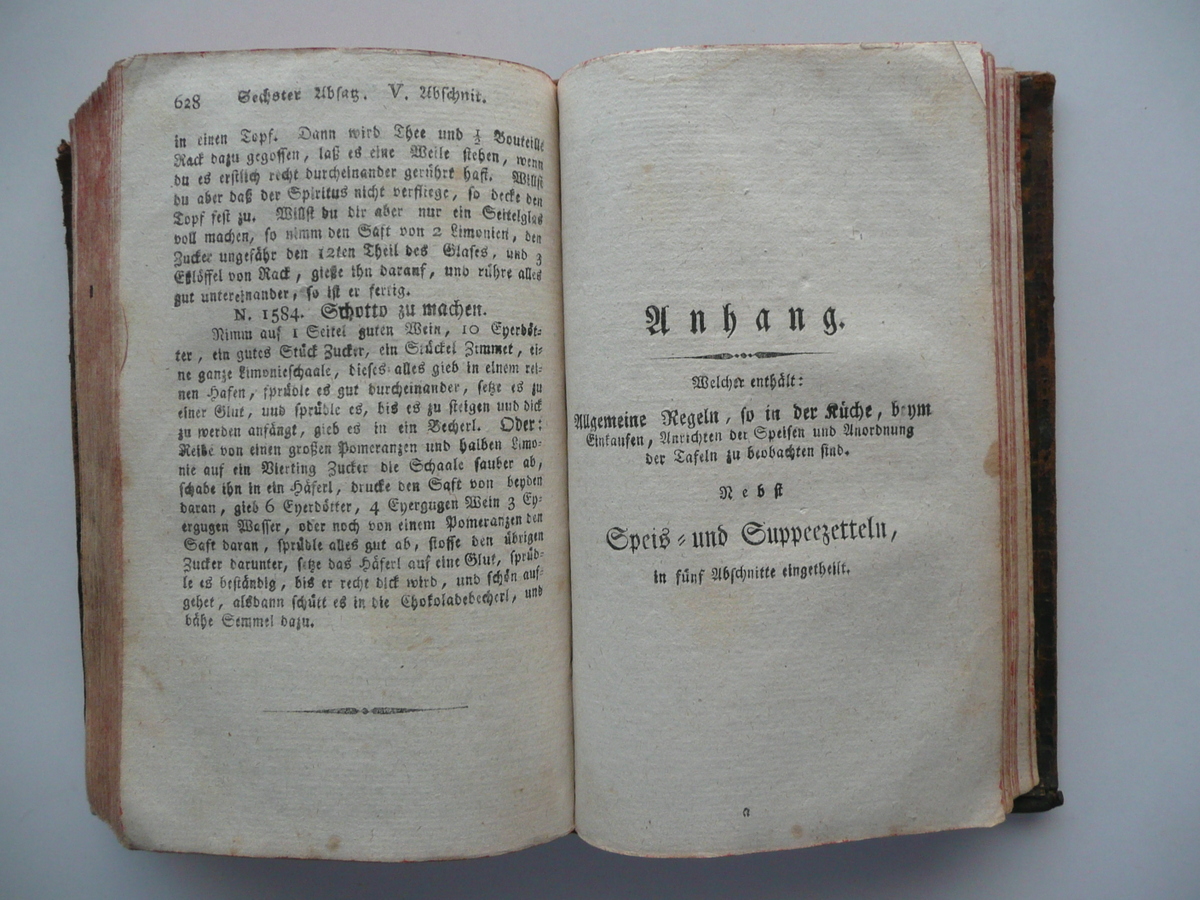 628 Sechster Absatz. V. Abschnit.
in einen Topf. Dann wird Thee und ½ Bouteille
Rack dazu gegossen, laß es eine Weile stehen, wenn
du es erstlich recht durcheinander gerührt hast. Willst
du aber daß der Spiritus nicht verfliege, so decke den
Topf fest zu. Willst du dir aber nur ein Seitelglas
voll machen, so nimm den Saft von 2 Limonien, den
Zucker ungefähr den 12ten Theil des Glases, und 3
Eßlöffel von Rack, gieße ihn darauf, und rühre alles
gut untereinander, so ist er fertig.
N. 1584. Schotto zu machen.
Nimm auf 1 Seitel guten Wein, 10 Eyerdöt-
ter, ein gutes Stück Zucker, ein Stückel Zimmet, ei-
ne ganze Limonieschaale, dieses alles gieb in einem rei-
nen Hafen, sprüdle es gut durcheinander, setze es zu
einer Glut, und sprüdle es, bis es zu steigen und dick
zu werden anfängt, gieb es in ein Becherl. Oder:
Reibe von einen großen Pomeranzen und halben Limo-
nie auf ein Vierting Zucker die Schaale sauber ab,
schabe ihn in ein Häferl, drucke den Saft von beyden
daran, gieb 6 Eyerdötter, 4 Eyergugen Wein 3 Ey-
ergugen Wasser, oder noch von einem Pomeranzen den
Saft daran, sprüdle alles gut ab, stosse den übrigen
Zucker darunter, setze das Häferl auf eine Glut, sprüd-
le es beständig, bis er recht dick wird, und schön auf-
gehet, alsdann schütt es in die Chokoladebecherl, und
bähe Semmel dazu.
Anhang.
Welcher enthält:
Allgemeine Regeln, so in der Küche, beym
Einkaufen, Anrichten der Speisen und Anordnung
der Tafeln zu beobachten sind.
Nebst
Speis- und Suppeezetteln,
in fünf Abschnitte eingetheilt.
a